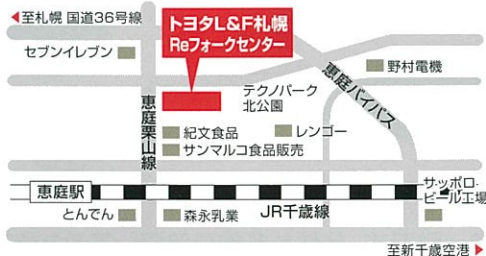 ◀至札幌 国道36号線
トヨタL&F札幌
Reフォークセンター
セブンイレブン
野村電機
恵庭バイパス
テクノパーク
北公園
恵庭栗山線
紀文食品
レンゴー
サンマルコ食品販売
恵庭駅
サッポロ
ビール工場
とんでん
森永乳業
JR千歳線
至新千歳空港▶